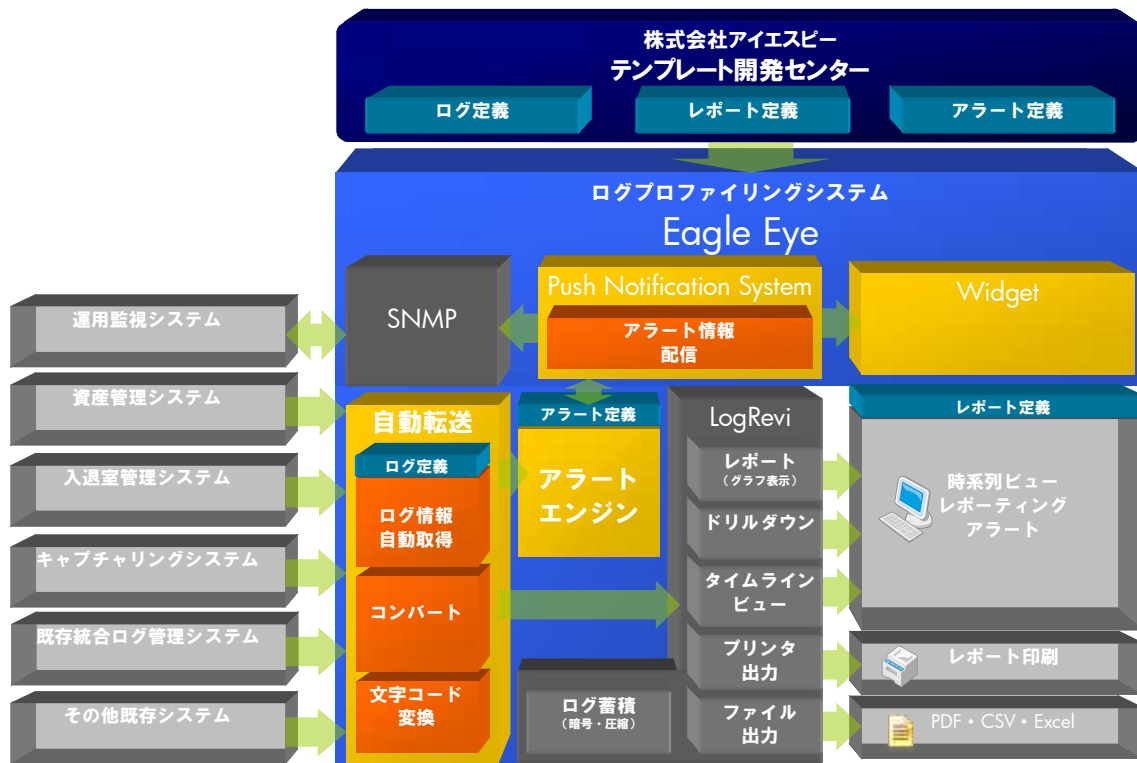 株式会社アイエスピー
テンプレート開発センター
ログ定義
レポート定義
アラート定義
ログプロファイリングシステム
Eagle Eye
SNMP
Push Notification System
アラート情報
配信
Widget
運用監視システム
資産管理システム
入退室管理システム
キャプチャリングシステム
既存統合ログ管理システム
その他既存システム
自動転送
ログ定義
ログ情報
自動取得
コンバート
文字コード
変換
アラート定義
アラート
エンジン
ログ蓄積
（暗号・圧縮）
LogRevi
レポート
（グラフ表示）
ドリルダウン
タイムライン
ビュー
プリンタ
出力
ファイル
出力
レポート定義
時系列ビュー
レポーティング
アラート
レポート印刷
PDF・CSV・Excel